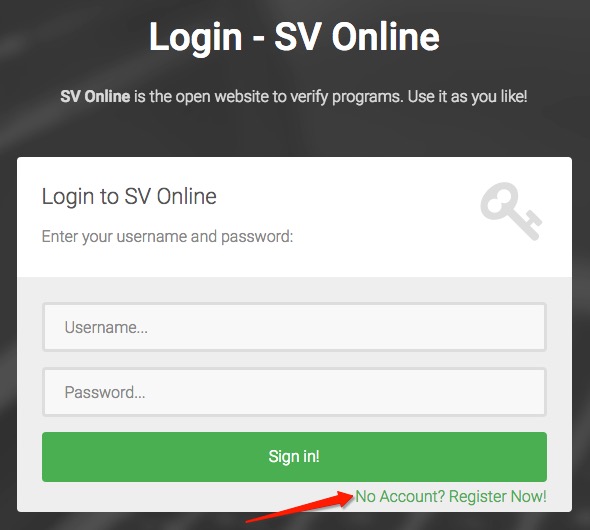 Login - SV Online
SV Online is the open website to verify programs. Use it as you like!
Login to SV Online
Enter your username and password:
Username...
Password...
Sign in!
No Account? Register Now!